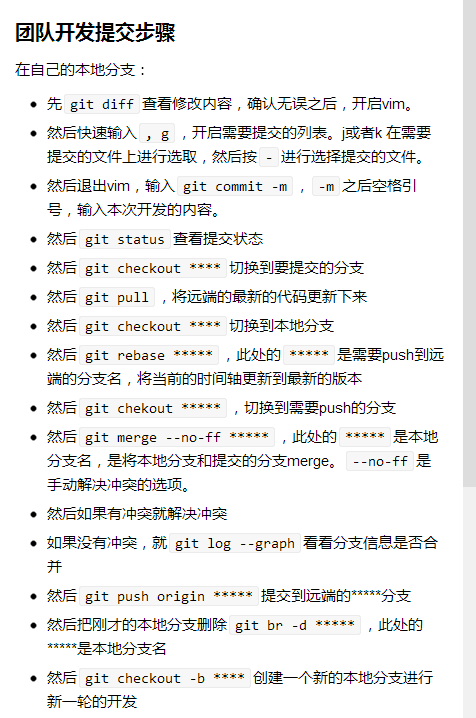 团队开发提交步骤
在自己的本地分支：
先 git diff 查看修改内容，确认无误之后，开启vim。
然后快速输入 , g ，开启需要提交的列表。j或者k 在需要
提交的文件上进行选取，然后按 - 进行选择提交的文件。
然后退出vim，输入 git commit -m ， -m 之后空格引
号，输入本次开发的内容。
然后 git status 查看提交状态
然后 git checkout **** 切换到要提交的分支
然后 git pull ，将远端的最新的代码更新下来
然后 git checkout **** 切换到本地分支
然后 git rebase ***** ，此处的 ***** 是需要push到远
端的分支名，将当前的时间轴更新到最新的版本
然后 git chekout ***** ，切换到需要push的分支
然后 git merge --no-ff ***** ，此处的 ***** 是本地
分支名，是将本地分支和提交的分支merge。 --no-ff 是
手动解决冲突的选项。
然后如果有冲突就解决冲突
如果没有冲突，就 git log --graph 看看分支信息是否合
并
然后 git push origin ***** 提交到远端的*****分支
然后把刚才的本地分支删除 git br -d ***** ，此处的
*****是本地分支名
然后 git checkout -b **** 创建一个新的本地分支进行
新一轮的开发